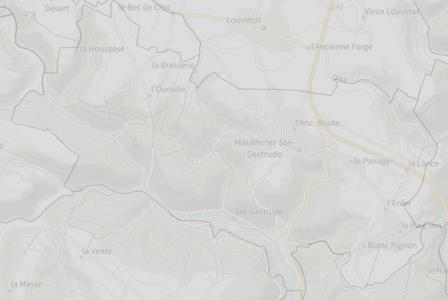 Désert
le Bec de Croc
Vieux Louvetot
Louvetot
l'Ancienne Forge
la Houssaye
la Brasserie
l'Ouraille
l'Anc. Route
Maulévrier-Ste-
Gertrude
le Panage
la Lance
l'Enfer
Ste-Gertrude
Blanc Pignon
la Vente
la Masse